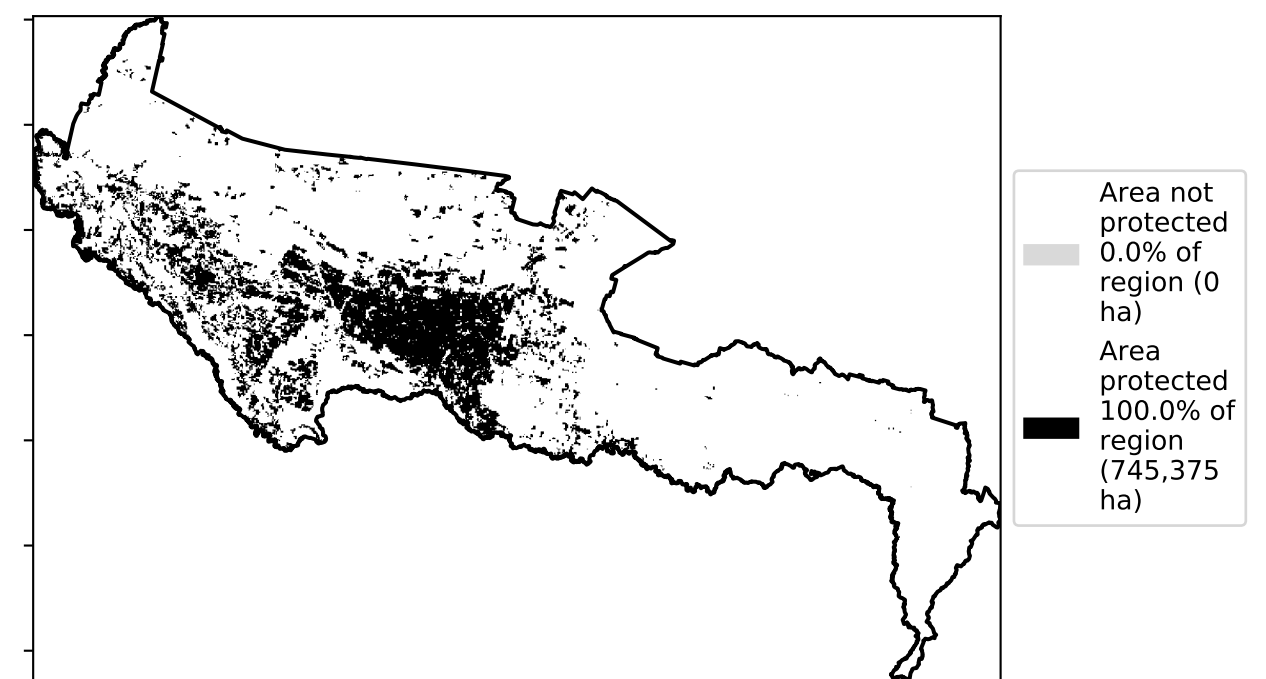 Area not
protected
0.0% of
region (0
ha)
Area
protected
100.0% of
region
(745,375
ha)